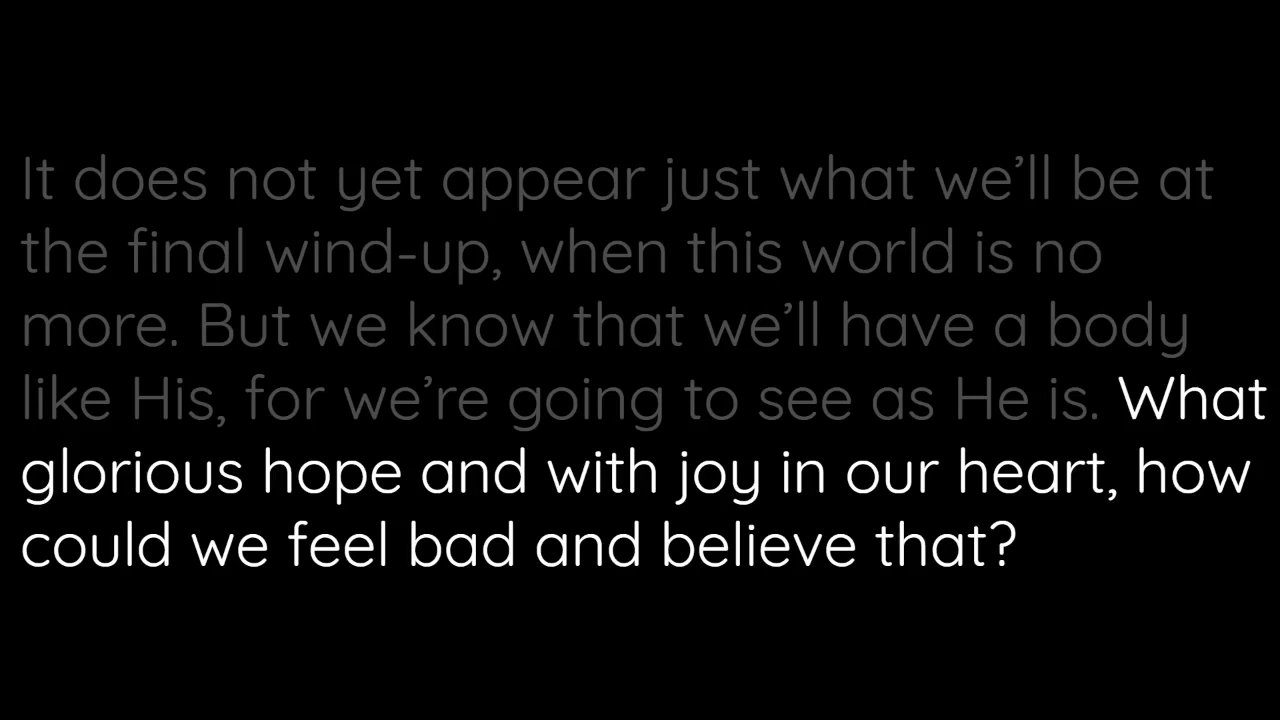 It does not yet appear just what we’ll be at
the final wind-up, when this world is no
more. But we know that we’ll have a body
like His, for we’re going to see as He is. What
glorious hope and with joy in our heart, how
could we feel bad and believe that?